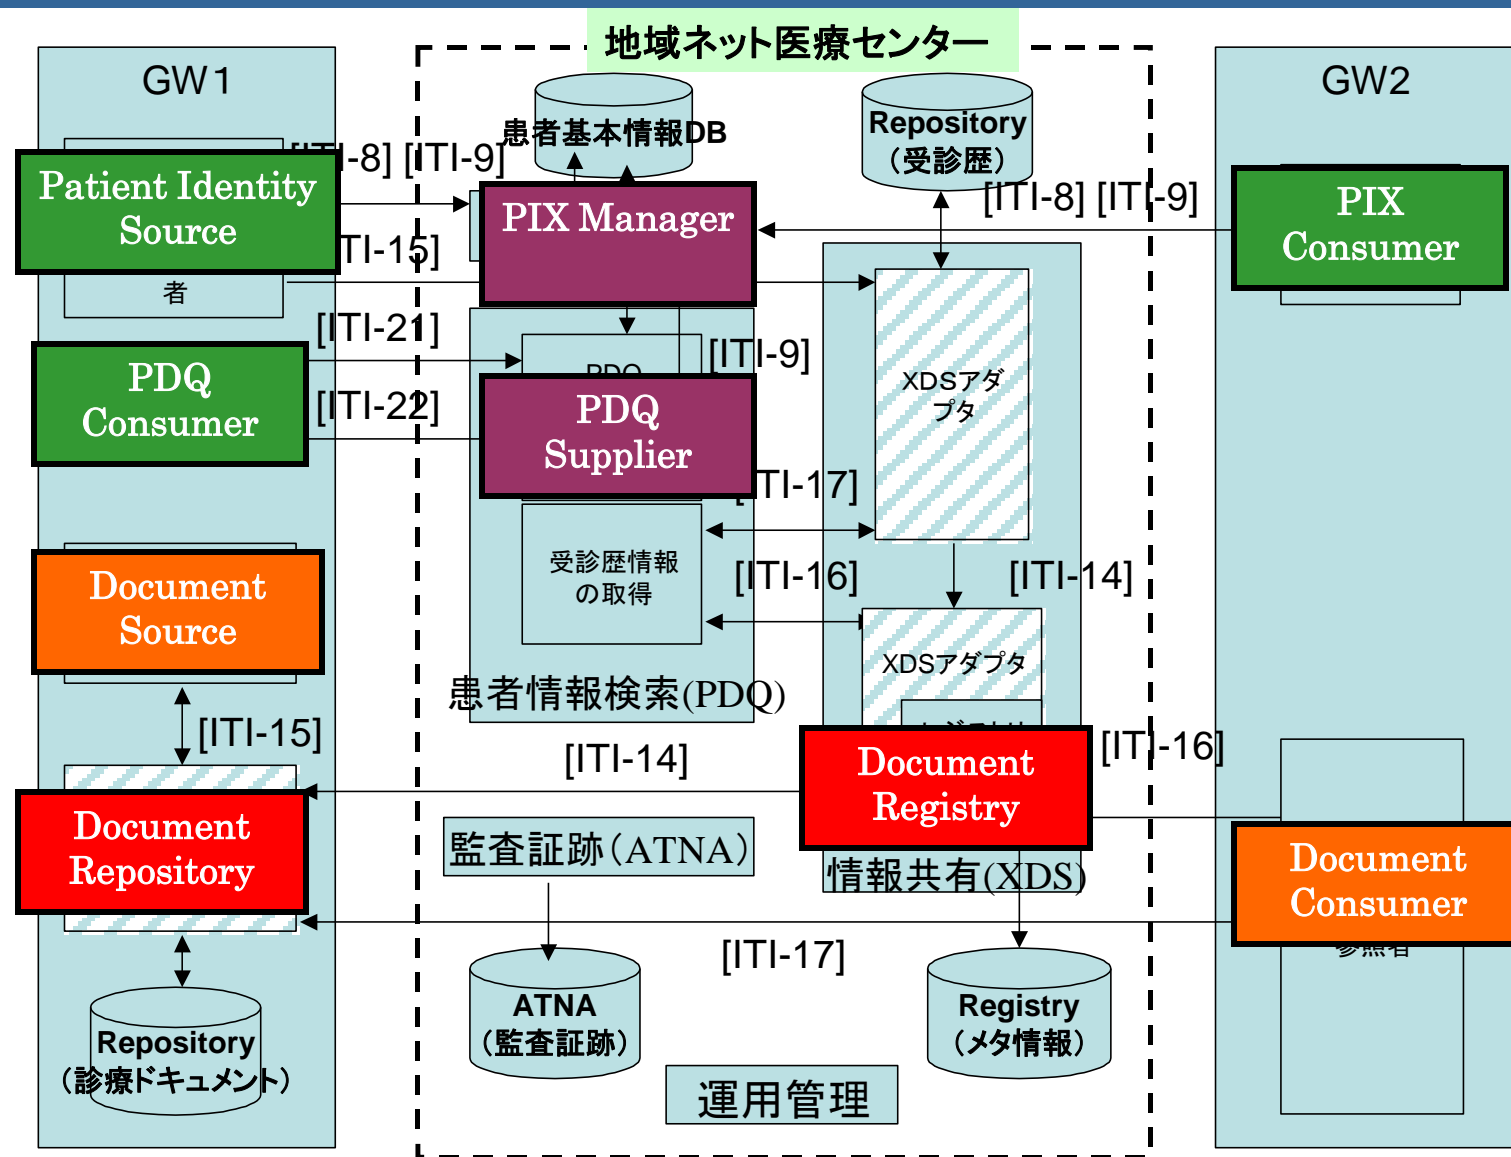 地域ネット医療センター
GW1
GW2
患者基本情報DB
Repository
（受診歴）
[ITI-8] [ITI-9]
Patient Identity
Source
PIX Manager
[ITI-8] [ITI-9]
PIX
Consumer
TI-15]
者
[ITI-21]
[ITI-9]
PDQ
XDSアダ
プタ
PDQ
Consumer
[ITI-22]
PDQ
Supplier
TI-17]
受診歴情報
の取得
[ITI-16]
[ITI-14]
Document
Source
XDSアダプタ
患者情報検索(PDQ)
[ITI-15]
[ITI-14]
Document
Registry
[ITI-16]
Document
Repository
監査証跡（ATNA）
情報共有(XDS)
Document
Consumer
参照者
[ITI-17]
ATNA
（監査証跡）
Registry
（メタ情報）
Repository
（診療ドキュメント）
運用管理